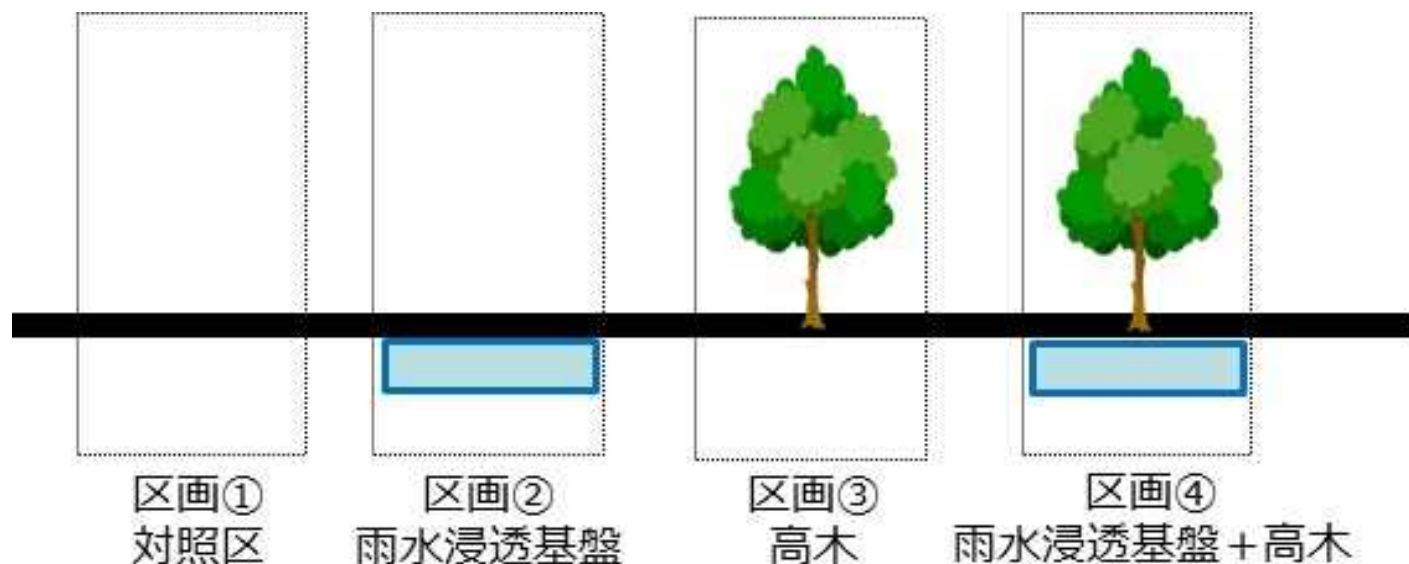 区画①
対照区
区画②
雨水浸透基盤
区画③
高木
区画④
雨水浸透基盤+高木